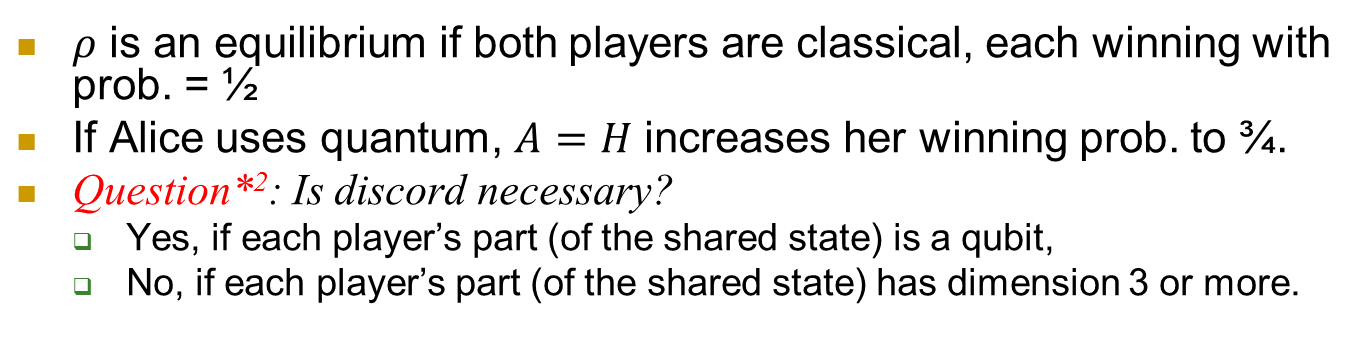 ρ is an equilibrium if both players are classical, each winning with
prob. = ½
If Alice uses quantum, A = H increases her winning prob. to ¾.
Question*²: Is discord necessary?
Yes, if each player’s part (of the shared state) is a qubit,
No, if each player’s part (of the shared state) has dimension 3 or more.